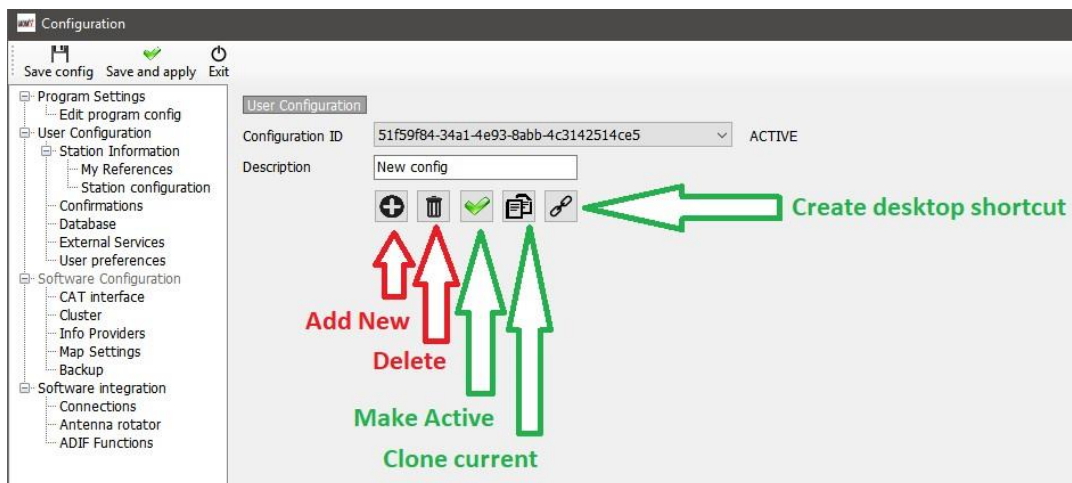 Configuration
Save config Save and apply Exit
Program Settings
Edit program config
User Configuration
Station Information
My References
Station configuration
Confirmations
Database
External Services
User preferences
Software Configuration
CAT interface
Cluster
Info Providers
Map Settings
Backup
Software integration
Connections
Antenna rotator
ADIF Functions
User Configuration
Configuration ID 51f59f84-34a1-4e93-8abb-4c3142514ce5 ACTIVE
Description New config
Create desktop shortcut
Add New
Delete
Make Active
Clone current